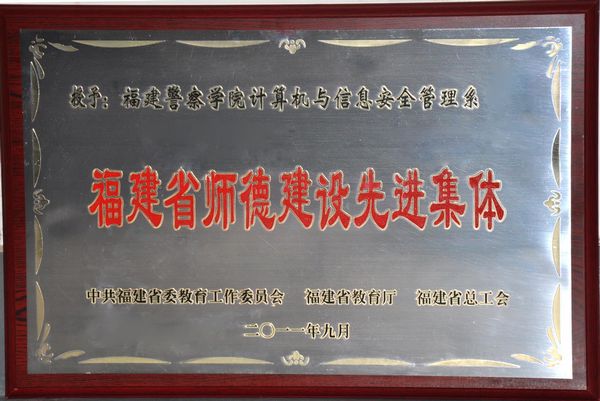 授予：福建警察学院计算机与信息安全管理系
福建省师德建设先进集体
中共福建省委教育工作委员会 福建省教育厅 福建省总工会
二〇一一年九月